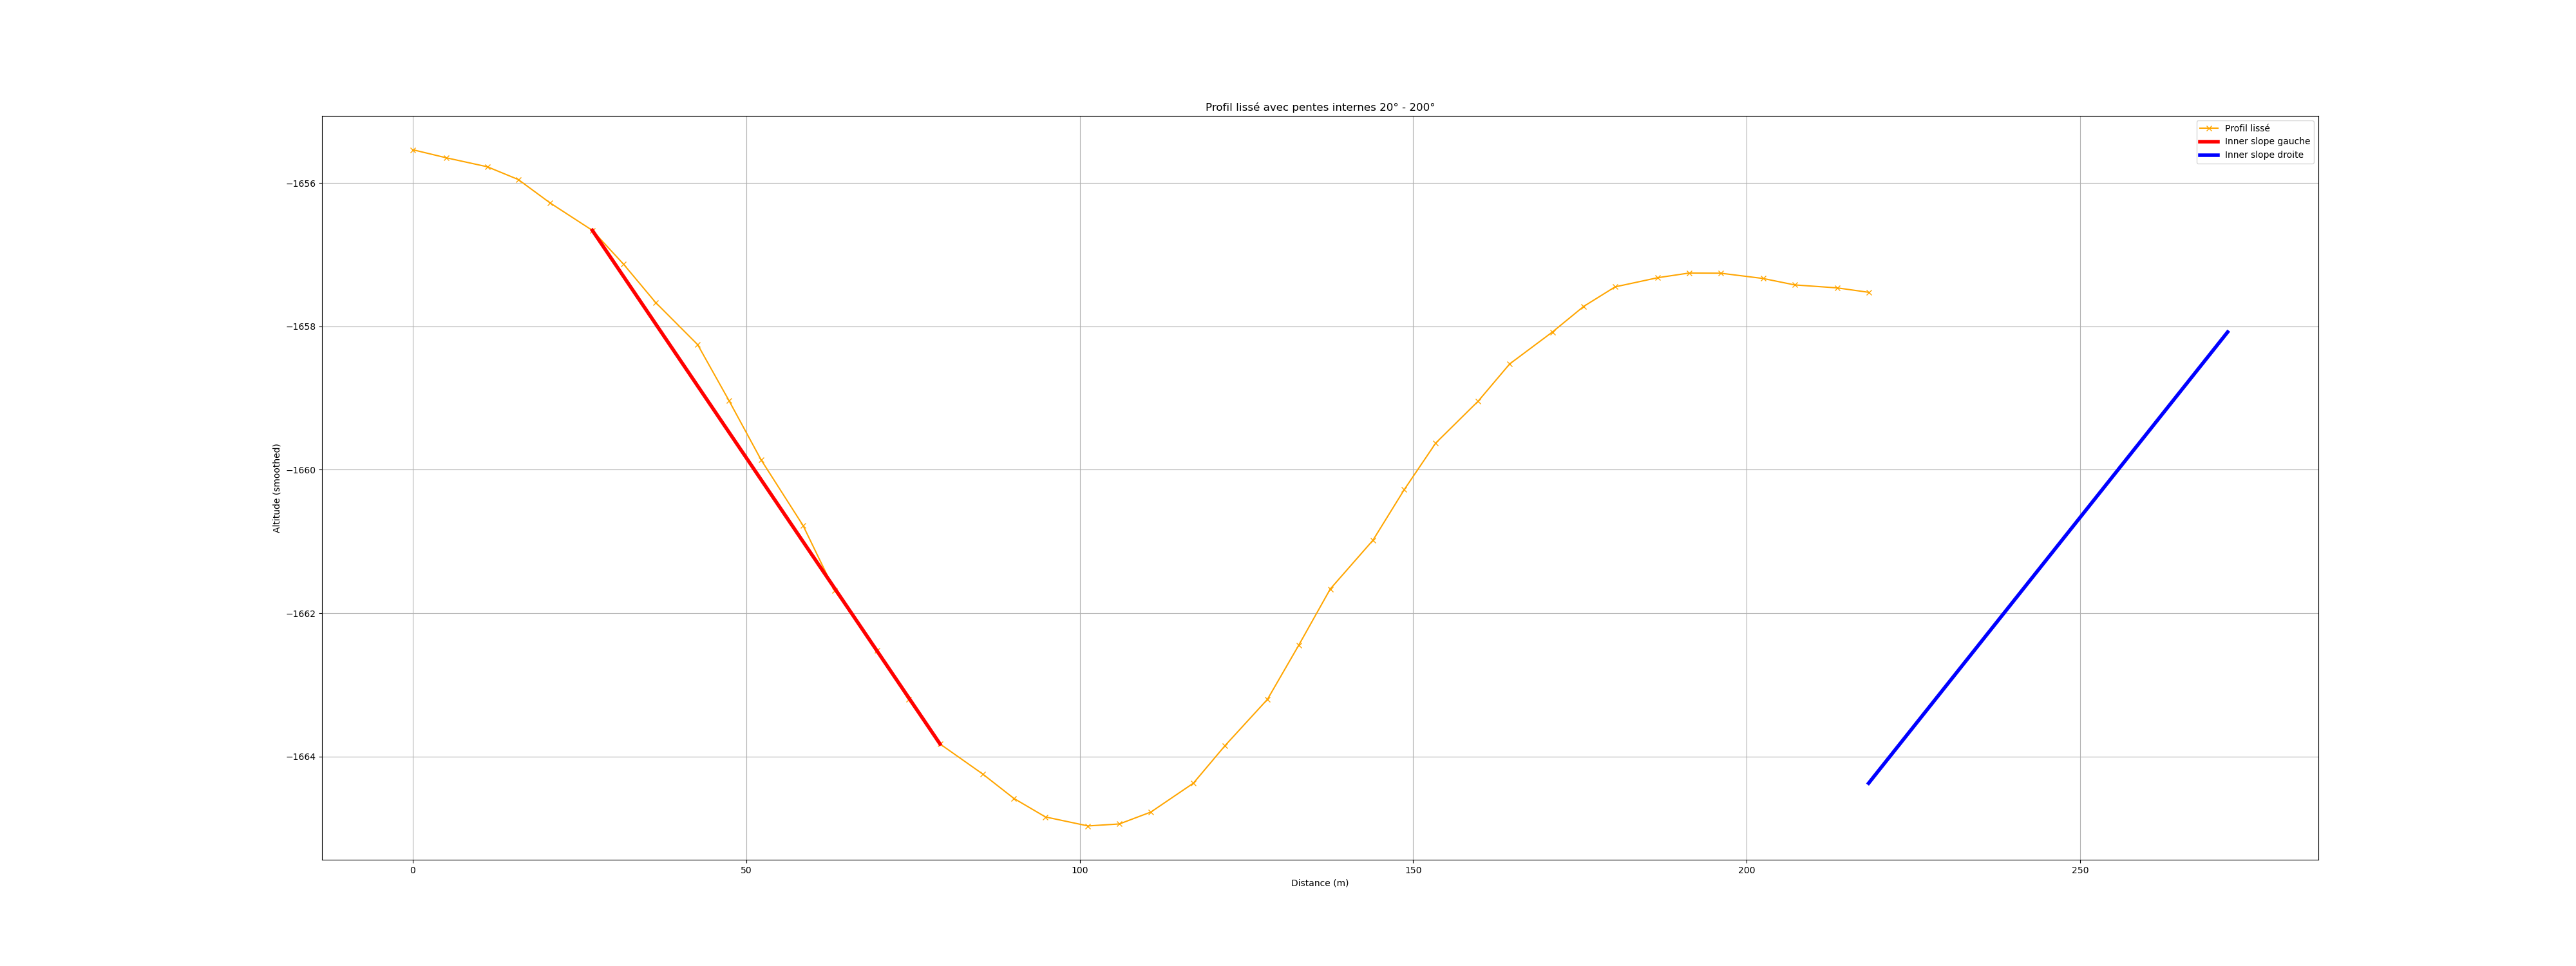 Profil lissé avec pentes internes 20° - 200°
Profil lissé
Inner slope gauche
Inner slope droite
Altitude (smoothed)
−1656
−1658
−1660
−1662
−1664
0
50
100
150
200
250
Distance (m)